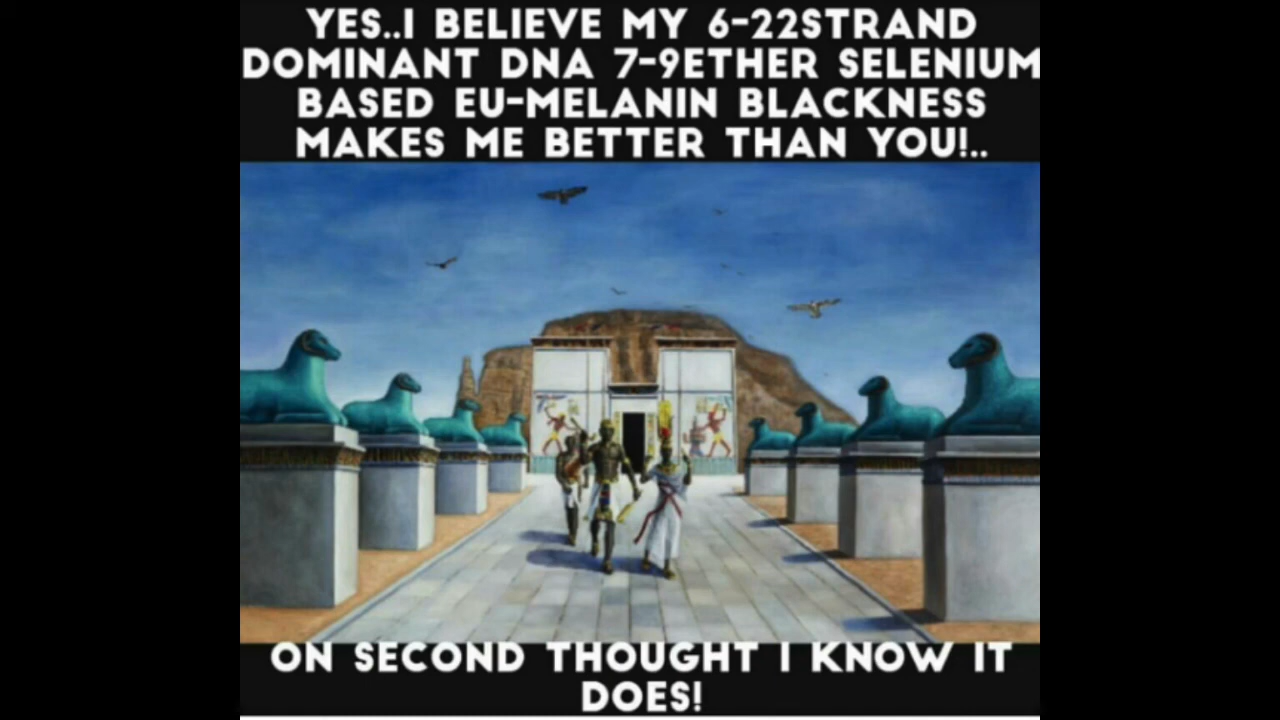 YES..I BELIEVE MY 6-22STRAND
DOMINANT DNA 7-9ETHER SELENIUM
BASED EU-MELANIN BLACKNESS
MAKES ME BETTER THAN YOU!..
ON SECOND THOUGHT I KNOW IT
DOES!